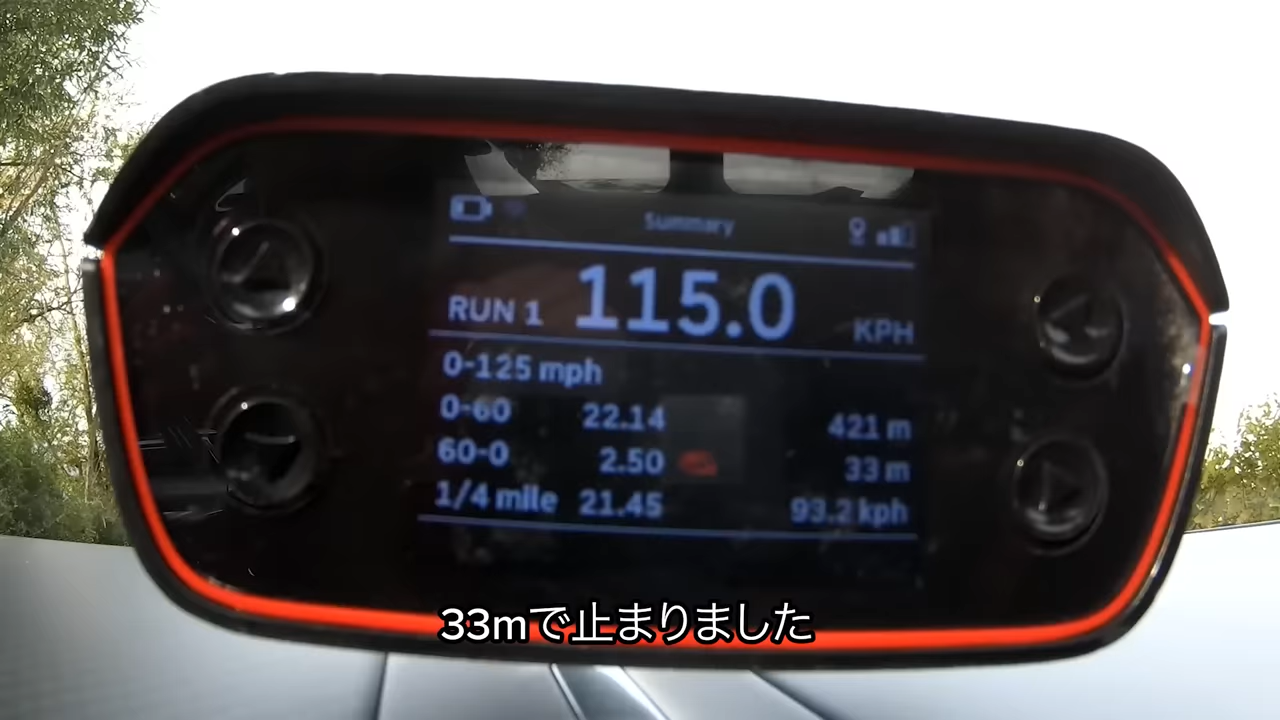 Summary
RUN 1 115.0 KPH
0-125 mph
0-60 22.14 421 m
60-0 2.50 33 m
1/4 mile 21.45 93.2 kph
33mで止まりました